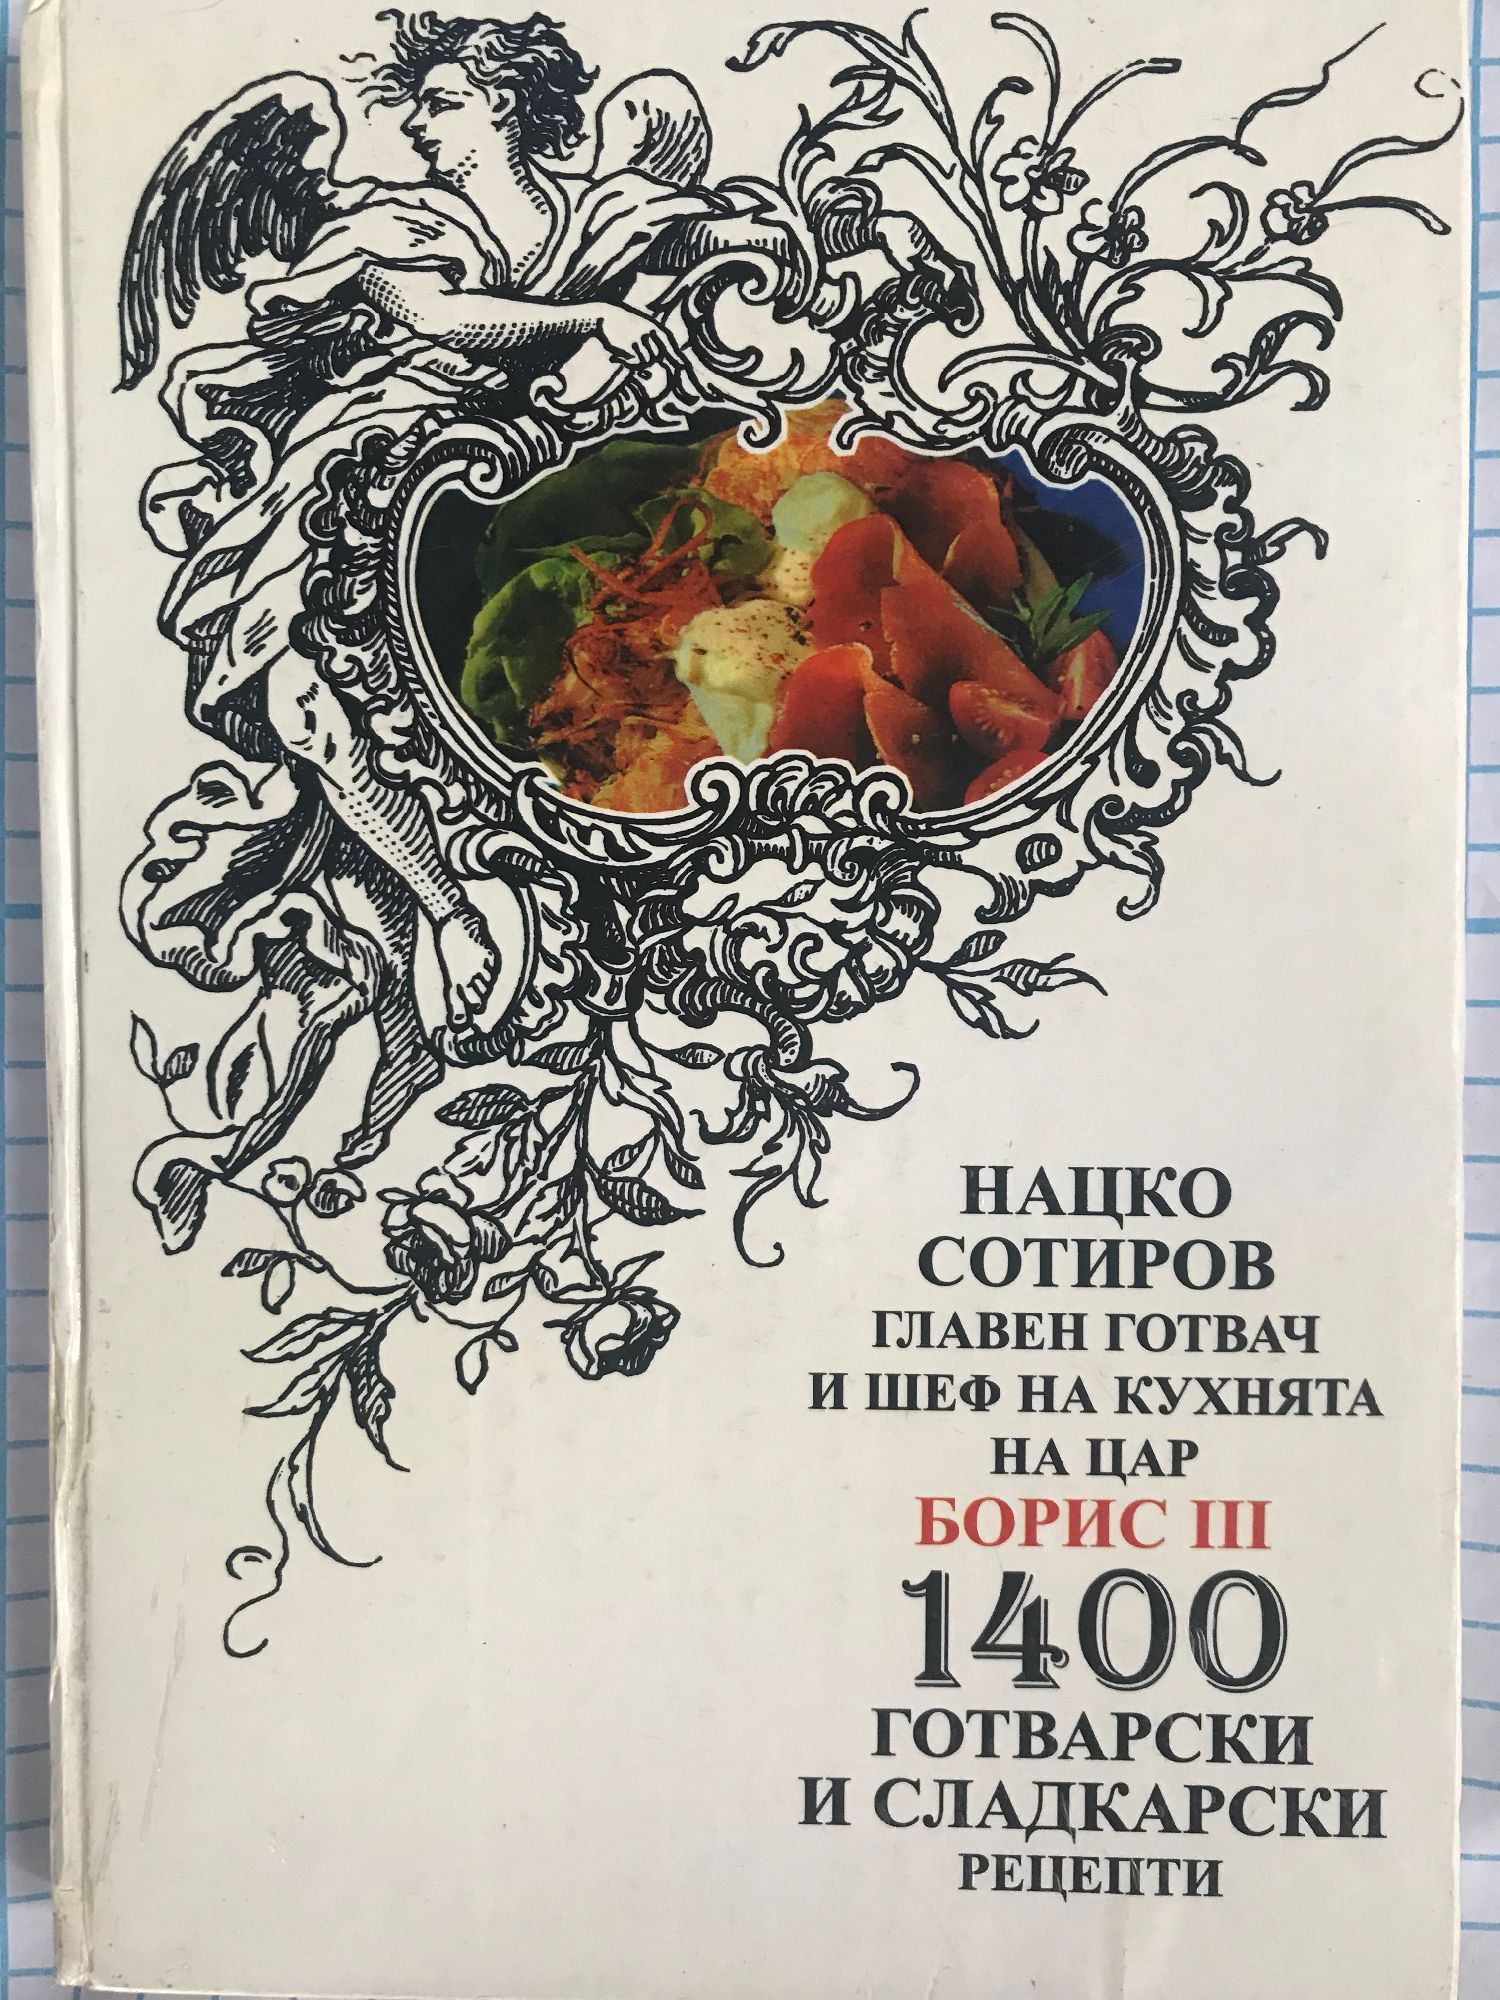 НАЦКО
СОТИРОВ
ГЛАВЕН ГОТВАЧ
И ШЕФ НА КУХНЯТА
НА ЦАР
БОРИС III
1400
ГОТВАРСКИ
И СЛАДКАРСКИ
РЕЦЕПТИ